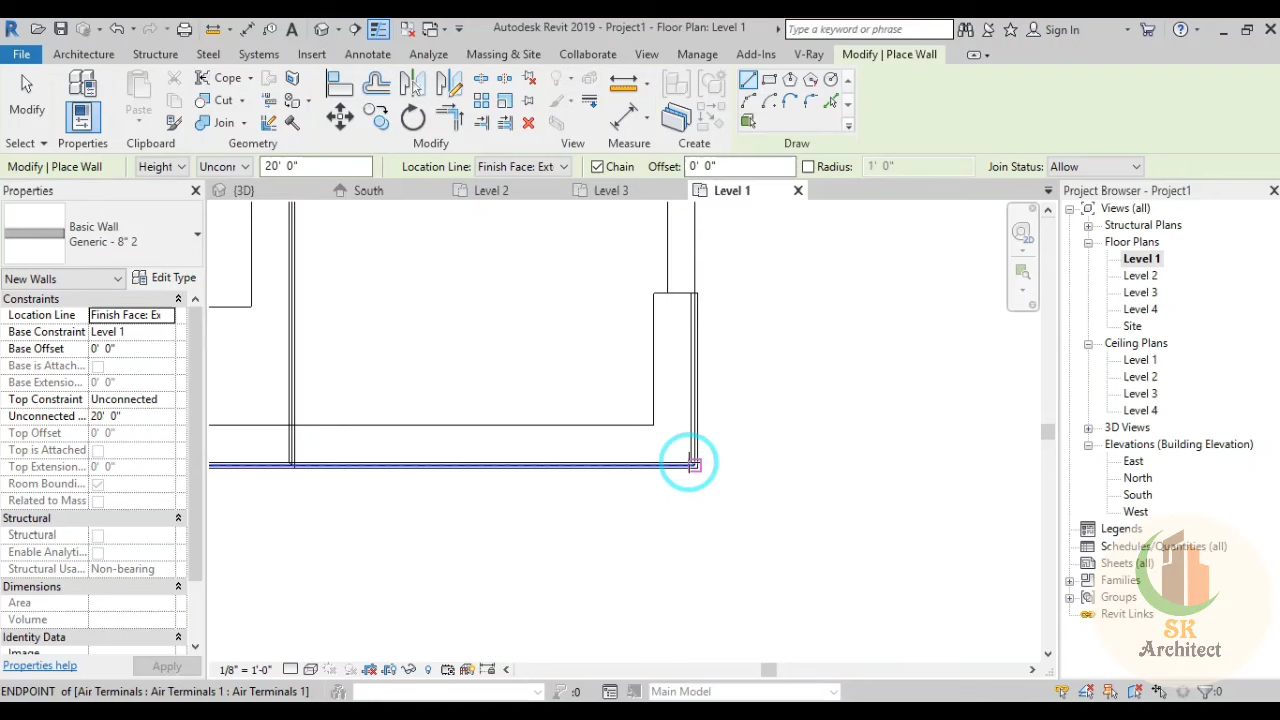 Autodesk Revit 2019 - Project1 - Floor Plan: Level 1
Type a keyword or phrase
Sign In
File Architecture Structure Steel Systems Insert Annotate Analyze Massing & Site Collaborate View Manage Add-Ins V-Ray Modify | Place Wall
Modify
Paste
Cope
Cut
Join
Select Properties Clipboard Geometry Modify View Measure Create Draw
Modify | Place Wall Height Unconr 20' 0" Location Line: Finish Face: Ext Chain Offset: 0' 0" Radius: 1' 0" Join Status: Allow
Properties
{3D} South Level 2 Level 3 Level 1
Project Browser - Project1
Basic Wall
Generic - 8" 2
New Walls Edit Type
Constraints
Location Line Finish Face: Ex
Base Constraint Level 1
Base Offset 0' 0"
Base is Attach...
Base Extensio... 0' 0"
Top Constraint Unconnected
Unconnected ... 20' 0"
Top Offset 0' 0"
Top is Attached
Top Extension... 0' 0"
Room Boundi...
Related to Mass
Structural
Structural
Enable Analyti...
Structural Usa... Non-bearing
Dimensions
Area
Volume
Identity Data
Image
Properties help Apply
2D
Views (all)
Structural Plans
Floor Plans
Level 1
Level 2
Level 3
Level 4
Site
Ceiling Plans
Level 1
Level 2
Level 3
Level 4
3D Views
Elevations (Building Elevation)
East
North
South
West
Legends
Schedules/Quantities (all)
Sheets (all)
Families
Groups
Revit Links
SK
Architect
1/8" = 1'-0"
ENDPOINT of [Air Terminals : Air Terminals 1 : Air Terminals 1] :0 Main Model :0